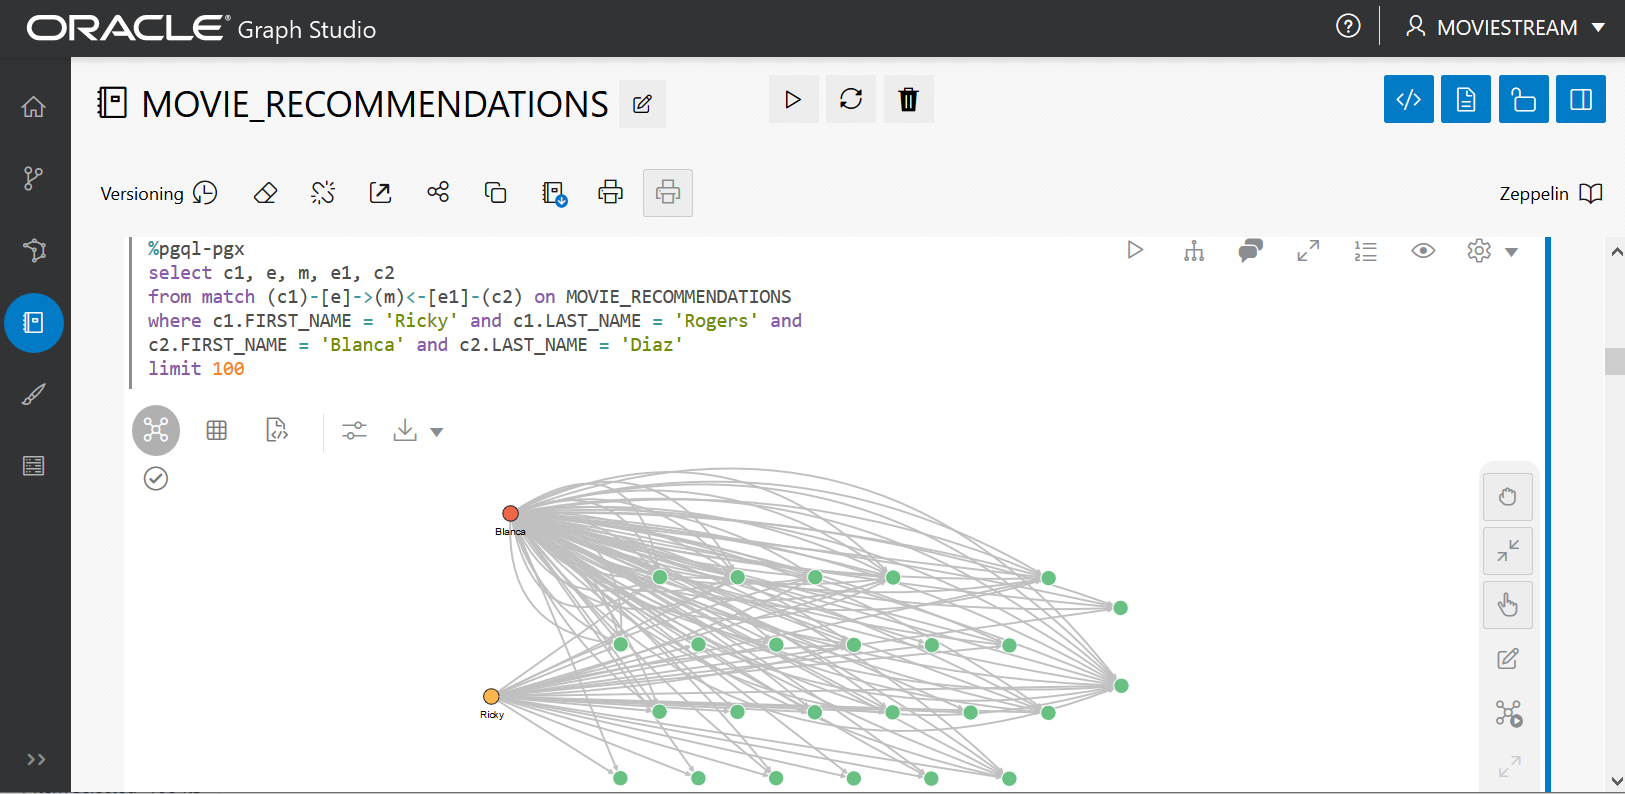 ORACLE® Graph Studio
MOVIESTREAM
MOVIE_RECOMMENDATIONS
Versioning
Zeppelin
%pgql-pgx
select c1, e, m, e1, c2
from match (c1)-[e]->(m)<-[e1]-(c2) on MOVIE_RECOMMENDATIONS
where c1.FIRST_NAME = 'Ricky' and c1.LAST_NAME = 'Rogers' and
c2.FIRST_NAME = 'Blanca' and c2.LAST_NAME = 'Diaz'
limit 100
Blanca
Ricky